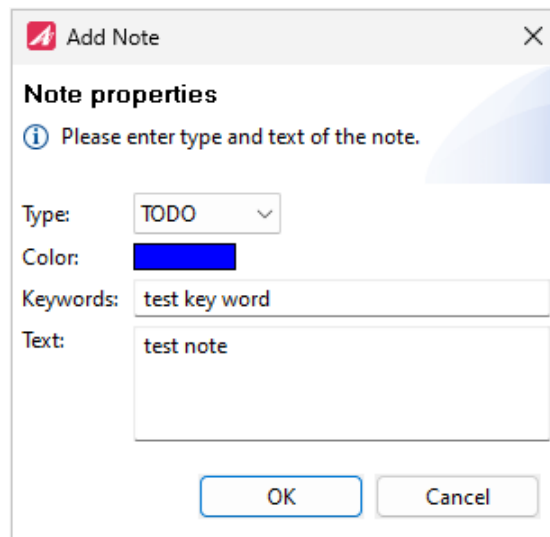 Add Note
Note properties
Please enter type and text of the note.
Type: TODO
Color:
Keywords: test key word
Text: test note
OK Cancel